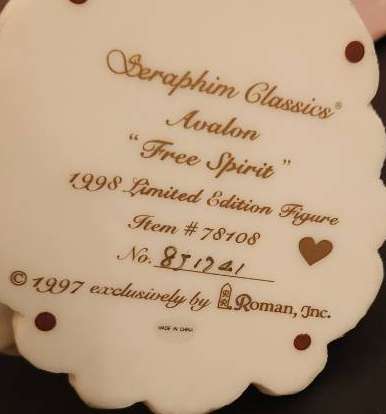 Seraphim Classics®
Avalon
"Free Spirit"
1998 Limited Edition Figure
Item # 78108
No. 8J1741
© 1997 exclusively by Roman, Inc.
MADE IN CHINA